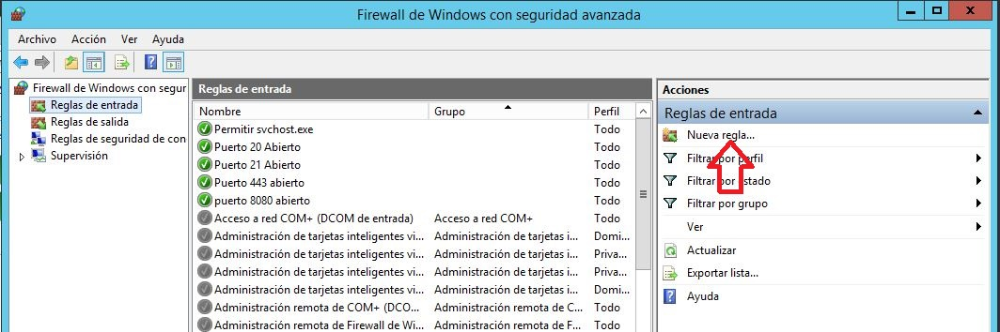 Firewall de Windows con seguridad avanzada
Archivo Acción Ver Ayuda
Firewall de Windows con segur
Reglas de entrada
Reglas de salida
Reglas de seguridad de con
Supervisión
Reglas de entrada
Nombre Grupo Perfil
Permitir svchost.exe Todo
Puerto 20 Abierto Todo
Puerto 21 Abierto Todo
Puerto 443 abierto Todo
puerto 8080 abierto Todo
Acceso a red COM+ (DCOM de entrada) Acceso a red COM+ Todo
Administración de tarjetas inteligentes vi... Administración de tarjetas i... Domi...
Administración de tarjetas inteligentes vi... Administración de tarjetas i... Priva...
Administración de tarjetas inteligentes vi... Administración de tarjetas i... Priva...
Administración de tarjetas inteligentes vi... Administración de tarjetas i... Domi...
Administración remota de COM+ (DCO... Administración remota de C... Todo
Administración remota de Firewall de Wi... Administración remota de F... Todo
Acciones
Reglas de entrada
Nueva regla...
Filtrar por perfil
Filtrar por estado
Filtrar por grupo
Ver
Actualizar
Exportar lista...
Ayuda